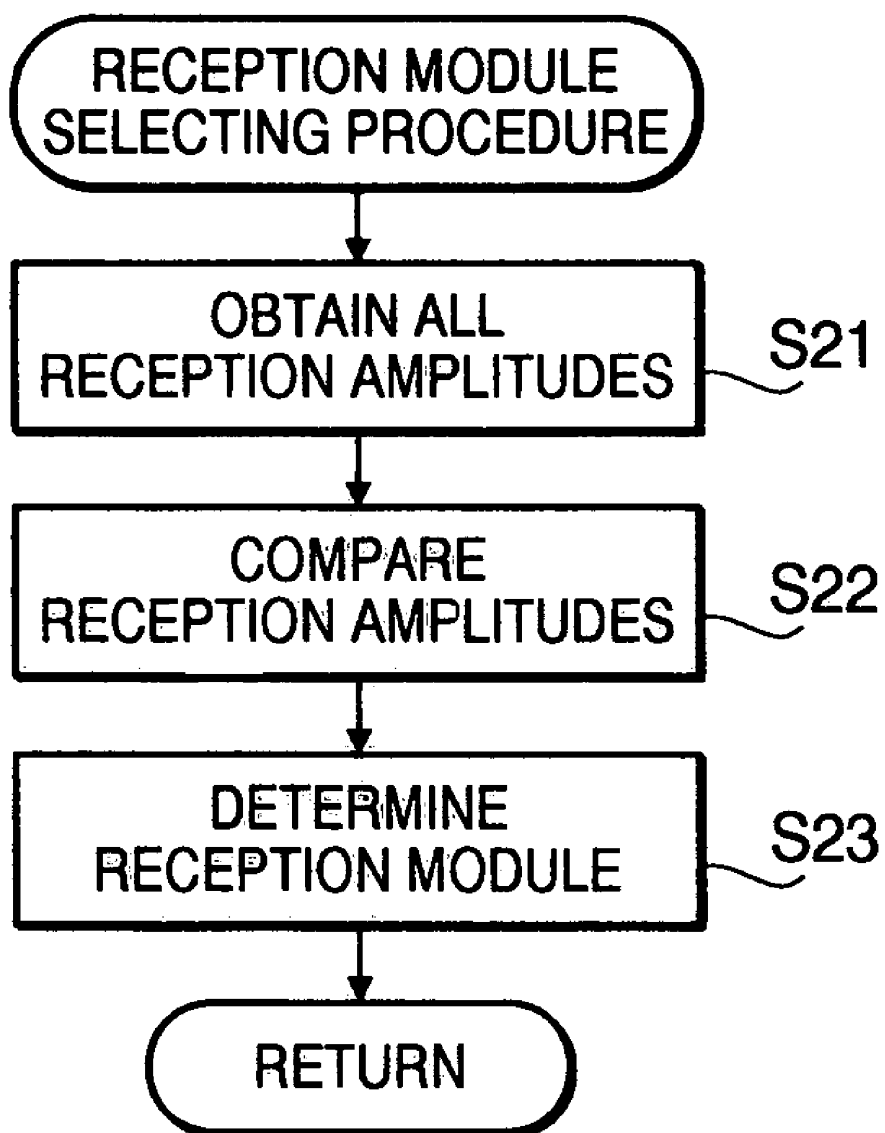 RECEPTION MODULE
SELECTING PROCEDURE
OBTAIN ALL
RECEPTION AMPLITUDES
S21
COMPARE
RECEPTION AMPLITUDES
S22
DETERMINE
RECEPTION MODULE
S23
RETURN